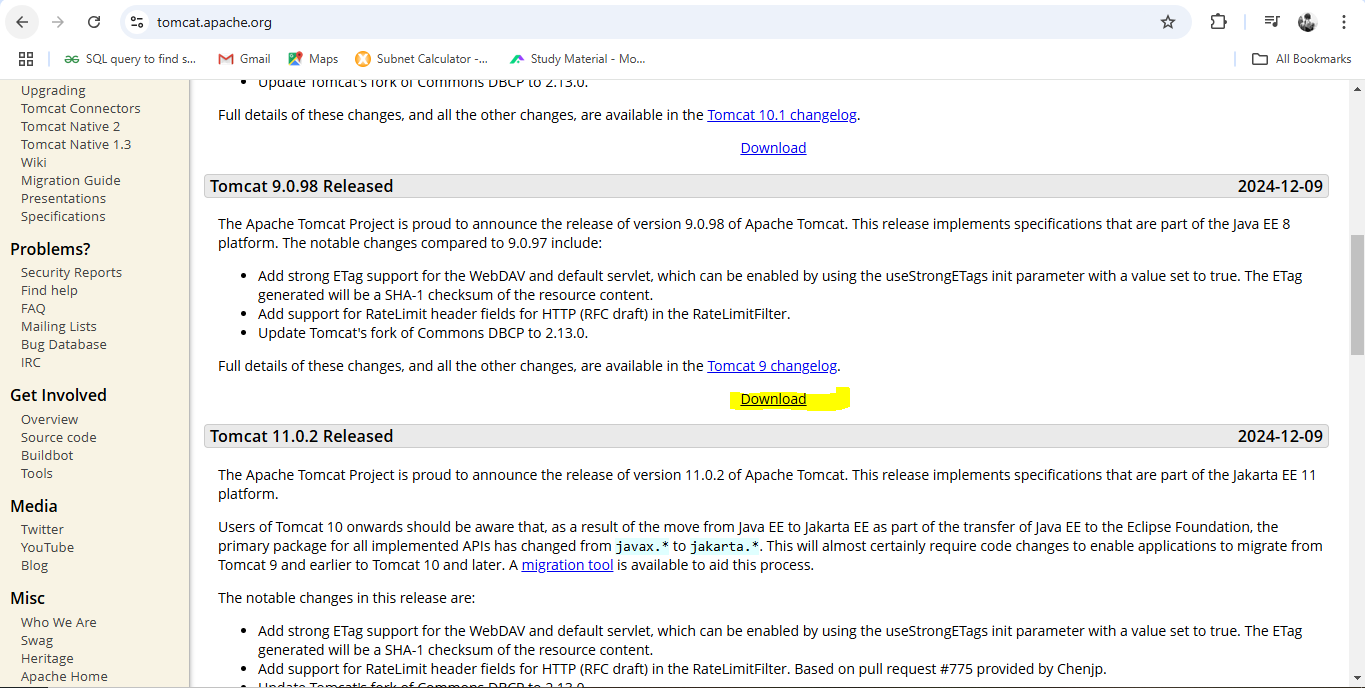 tomcat.apache.org
SQL query to find s...
Gmail
Maps
Subnet Calculator -...
Study Material - Mo...
All Bookmarks
Upgrading
Tomcat Connectors
Tomcat Native 2
Tomcat Native 1.3
Wiki
Migration Guide
Presentations
Specifications
Problems?
Security Reports
Find help
FAQ
Mailing Lists
Bug Database
IRC
Get Involved
Overview
Source code
Buildbot
Tools
Media
Twitter
YouTube
Blog
Misc
Who We Are
Swag
Heritage
Apache Home
• Update Tomcat's fork of Commons DBCP to 2.13.0.
Full details of these changes, and all the other changes, are available in the Tomcat 10.1 changelog.
Download
Tomcat 9.0.98 Released 2024-12-09
The Apache Tomcat Project is proud to announce the release of version 9.0.98 of Apache Tomcat. This release implements specifications that are part of the Java EE 8
platform. The notable changes compared to 9.0.97 include:
• Add strong ETag support for the WebDAV and default servlet, which can be enabled by using the useStrongETags init parameter with a value set to true. The ETag
generated will be a SHA-1 checksum of the resource content.
• Add support for RateLimit header fields for HTTP (RFC draft) in the RateLimitFilter.
• Update Tomcat's fork of Commons DBCP to 2.13.0.
Full details of these changes, and all the other changes, are available in the Tomcat 9 changelog.
Download
Tomcat 11.0.2 Released 2024-12-09
The Apache Tomcat Project is proud to announce the release of version 11.0.2 of Apache Tomcat. This release implements specifications that are part of the Jakarta EE 11
platform.
Users of Tomcat 10 onwards should be aware that, as a result of the move from Java EE to Jakarta EE as part of the transfer of Java EE to the Eclipse Foundation, the
primary package for all implemented APIs has changed from javax.* to jakarta.*. This will almost certainly require code changes to enable applications to migrate from
Tomcat 9 and earlier to Tomcat 10 and later. A migration tool is available to aid this process.
The notable changes in this release are:
• Add strong ETag support for the WebDAV and default servlet, which can be enabled by using the useStrongETags init parameter with a value set to true. The ETag
generated will be a SHA-1 checksum of the resource content.
• Add support for RateLimit header fields for HTTP (RFC draft) in the RateLimitFilter. Based on pull request #775 provided by Chenjp.
• Update Tomcat's fork of Commons DBCP to 2.13.0.